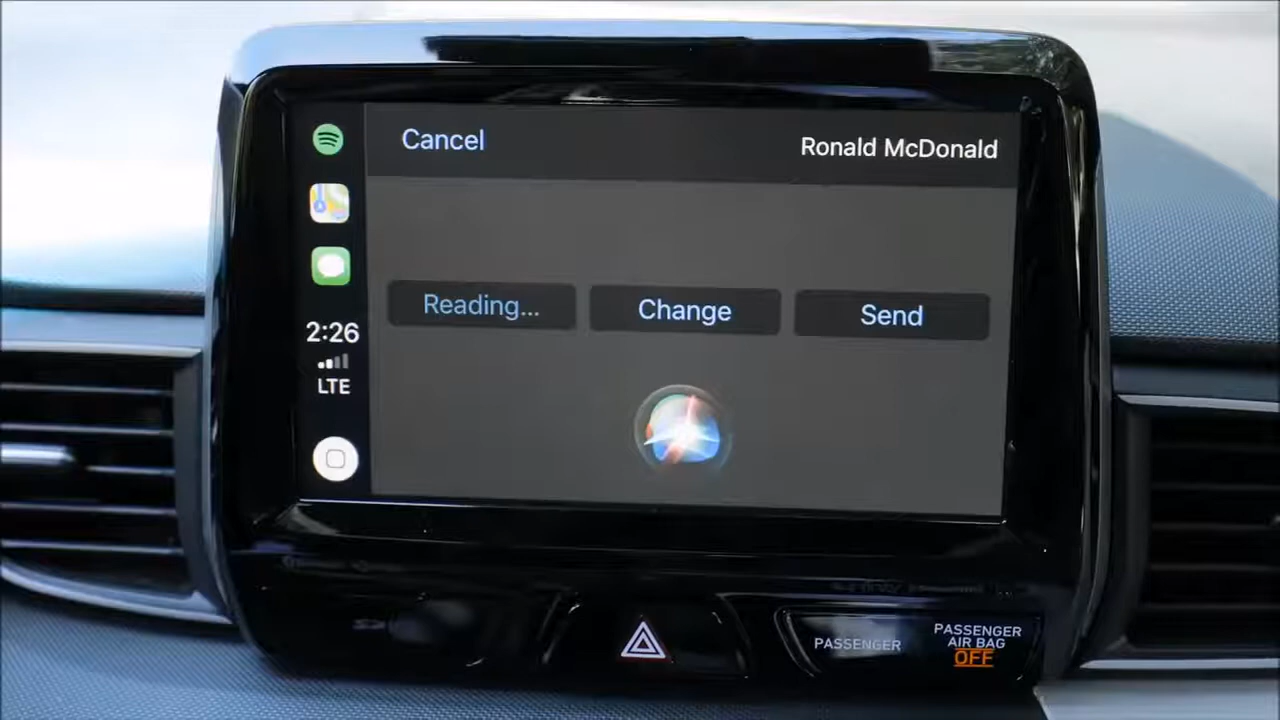 Cancel
Ronald McDonald
Reading...
Change
Send
2:26
LTE
PASSENGER
PASSENGER
AIR BAG
OFF